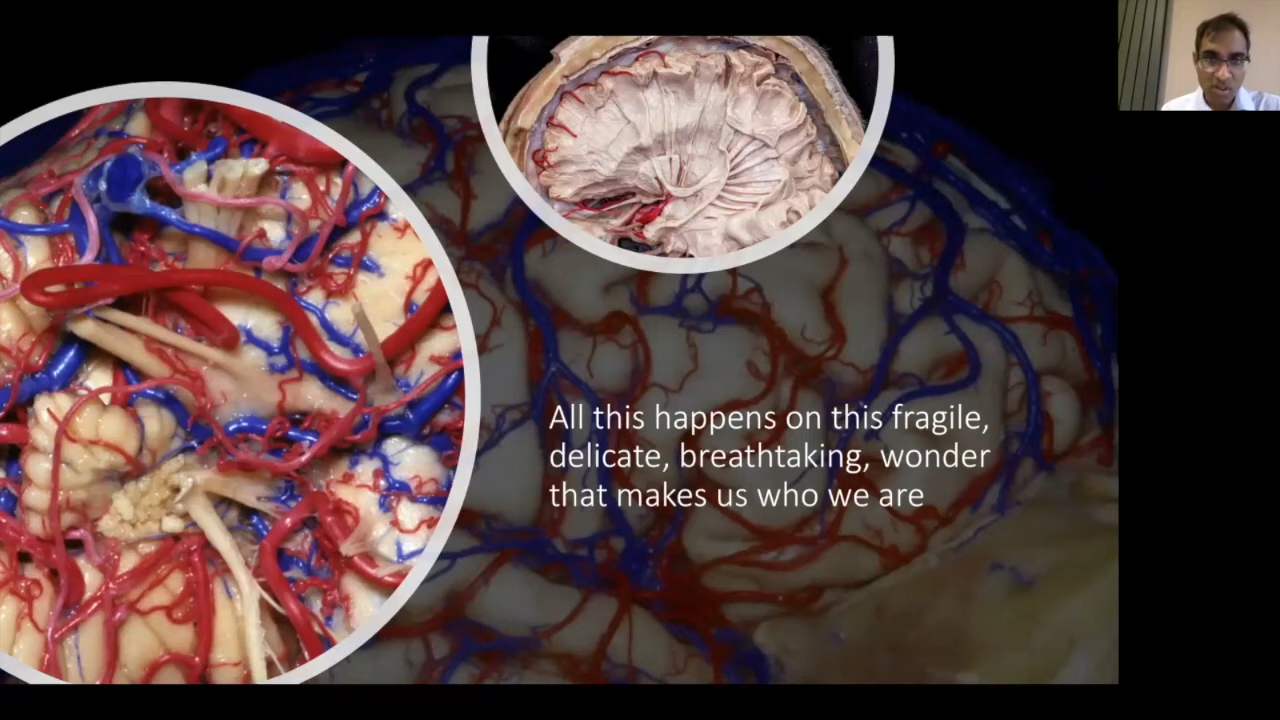 All this happens on this fragile,
delicate, breathtaking, wonder
that makes us who we are